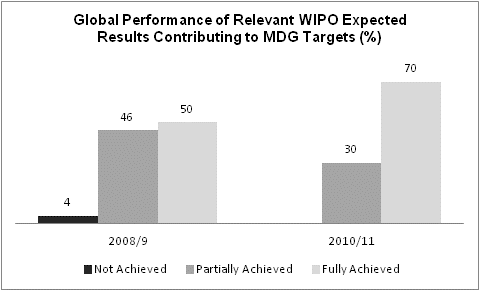 Global Performance of Relevant WIPO Expected
Results Contributing to MDG Targets (%)
70
50
46
30
4
2008/9 2010/11
Not Achieved Partially Achieved Fully Achieved